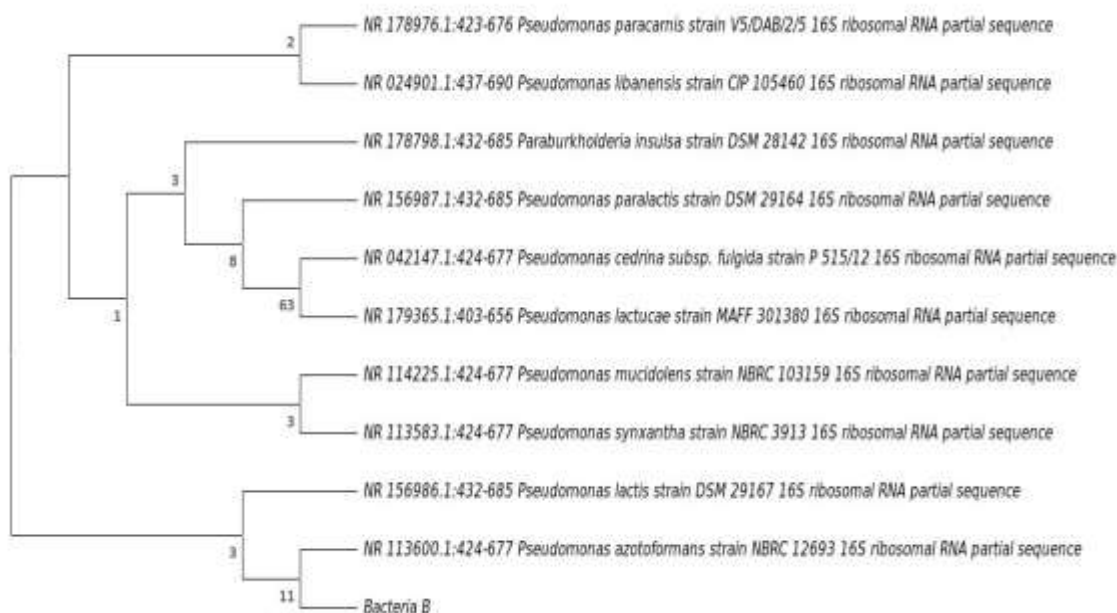 NR 178976.1:423-676 Pseudomonas paracarnis strain V5/DAB/2/5 16S ribosomal RNA partial sequence
2
NR 024901.1:437-690 Pseudomonas libanensis strain CIP 105460 16S ribosomal RNA partial sequence
NR 178798.1:432-685 Paraburkholderia insulsa strain DSM 28142 16S ribosomal RNA partial sequence
3
NR 156987.1:432-685 Pseudomonas paralactis strain DSM 29164 16S ribosomal RNA partial sequence
8
NR 042147.1:424-677 Pseudomonas cedrina subsp. fulgida strain P 515/12 16S ribosomal RNA partial sequence
63
1
NR 179365.1:403-656 Pseudomonas lactucae strain MAFF 301380 16S ribosomal RNA partial sequence
NR 114225.1:424-677 Pseudomonas mucidolens strain NBRC 103159 16S ribosomal RNA partial sequence
3
NR 113583.1:424-677 Pseudomonas synxantha strain NBRC 3913 16S ribosomal RNA partial sequence
NR 156986.1:432-685 Pseudomonas lactis strain DSM 29167 16S ribosomal RNA partial sequence
3
NR 113600.1:424-677 Pseudomonas azotoformans strain NBRC 12693 16S ribosomal RNA partial sequence
11
Bacteria B